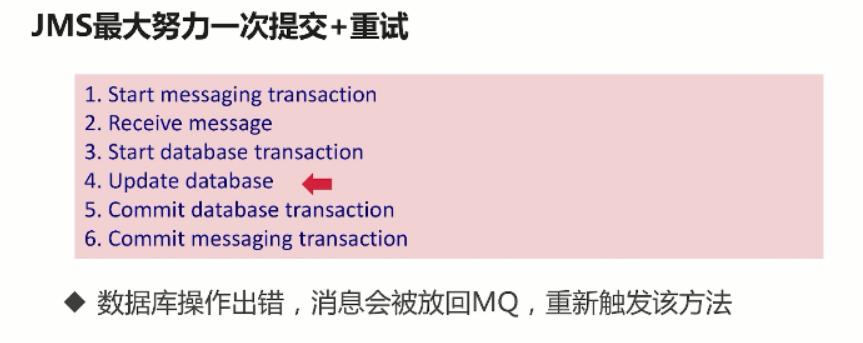 JMS最大努力一次提交+重试
1. Start messaging transaction
2. Receive message
3. Start database transaction
4. Update database
5. Commit database transaction
6. Commit messaging transaction
◆ 数据库操作出错，消息会被放回MQ，重新触发该方法